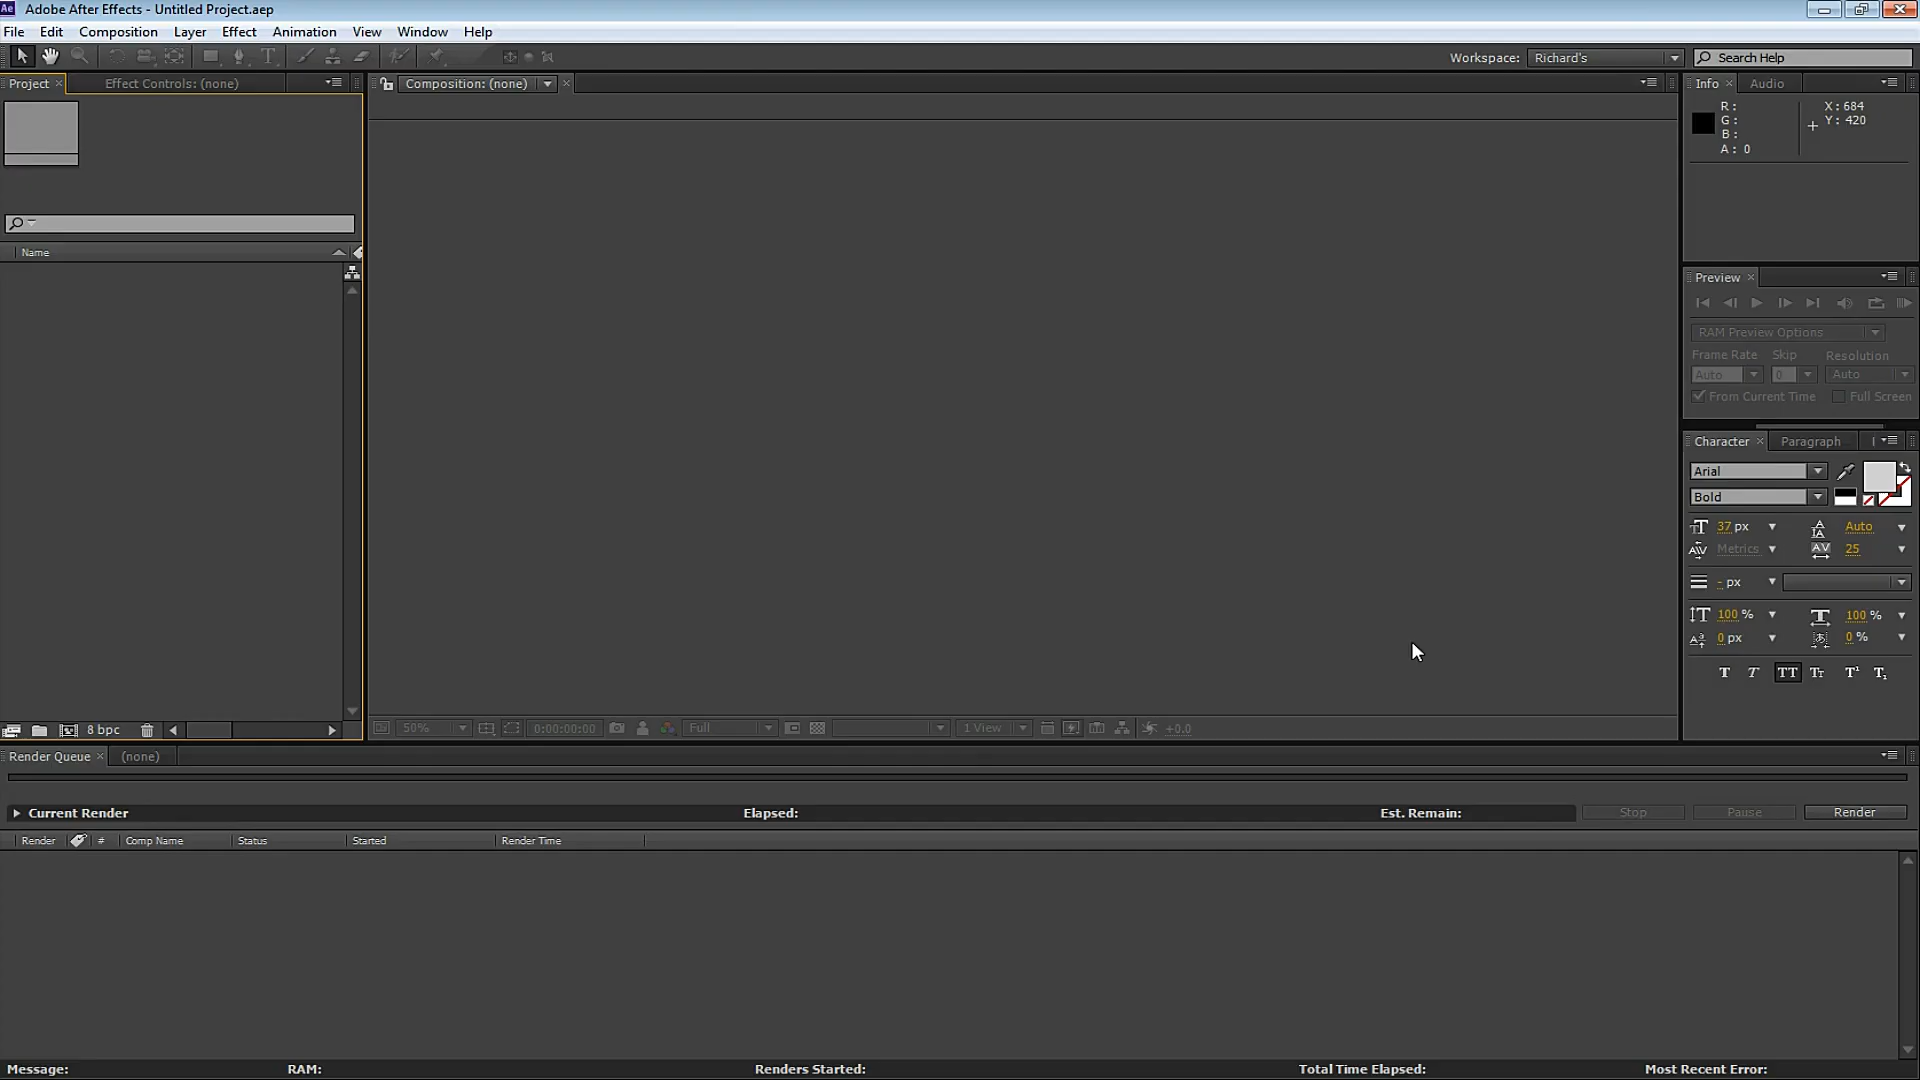 Ae Adobe After Effects - Untitled Project.aep
File Edit Composition Layer Effect Animation View Window Help
Workspace: Richard's Search Help
Project Effect Controls: (none)
Composition: (none)
Info Audio
R:
G:
B:
A: 0
X: 684
Y: 420
Name
Preview
RAM Preview Options
Frame Rate Skip Resolution
Auto 0 Auto
From Current Time Full Screen
Character Paragraph
Arial
Bold
37 px Auto
Metrics 25
- px
100 % 100 %
0 px 0 %
T T TT Tt T¹ T₁
8 bpc
50% 0:00:00:00 Full 1 View +0.0
Render Queue (none)
Current Render Elapsed: Est. Remain: Stop Pause Render
Render # Comp Name Status Started Render Time
Message: RAM: Renders Started: Total Time Elapsed: Most Recent Error: